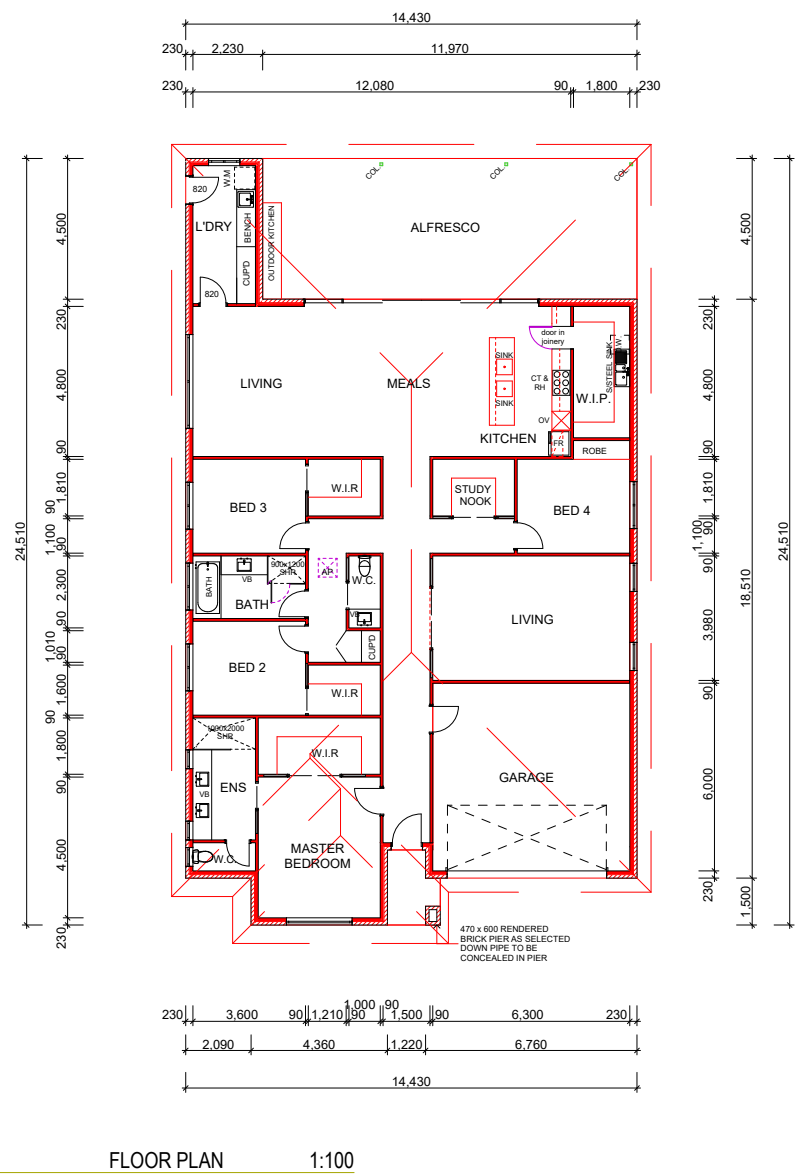 14,430
230 2,230 11,970
230 12,080 90 1,800 230
COL.
COL.
COL.
820
W.M
L'DRY
BENCH
CUP'D
OUTDOOR KITCHEN
820
ALFRESCO
door in
joinery
SINK
SINK
CT &
RH
OV
FR
S/STEEL SINK
W.I.P.
LIVING
MEALS
KITCHEN
ROBE
BED 3
W.I.R
STUDY
NOOK
BED 4
900x1200
SHR
AP
W.C.
BATH
VB
BATH
VB
LIVING
BED 2
CUP'D
W.I.R
1000x2000
SHR
W.I.R
ENS
VB
GARAGE
MASTER
BEDROOM
W.C.
470 x 600 RENDERED
BRICK PIER AS SELECTED
DOWN PIPE TO BE
CONCEALED IN PIER
24,510
4,500
230
4,800
90
1,810
90
1,100
90
2,300
90
1,010
90
1,600
90
1,800
90
4,500
230
4,500
230
4,800
90
1,810
90
1,100
90
3,980
90
6,000
230
4,500
18,510
1,500
24,510
230 3,600 90 1,210 90 1,000 90 1,500 90 6,300 230
2,090 4,360 1,220 6,760
14,430
FLOOR PLAN 1:100